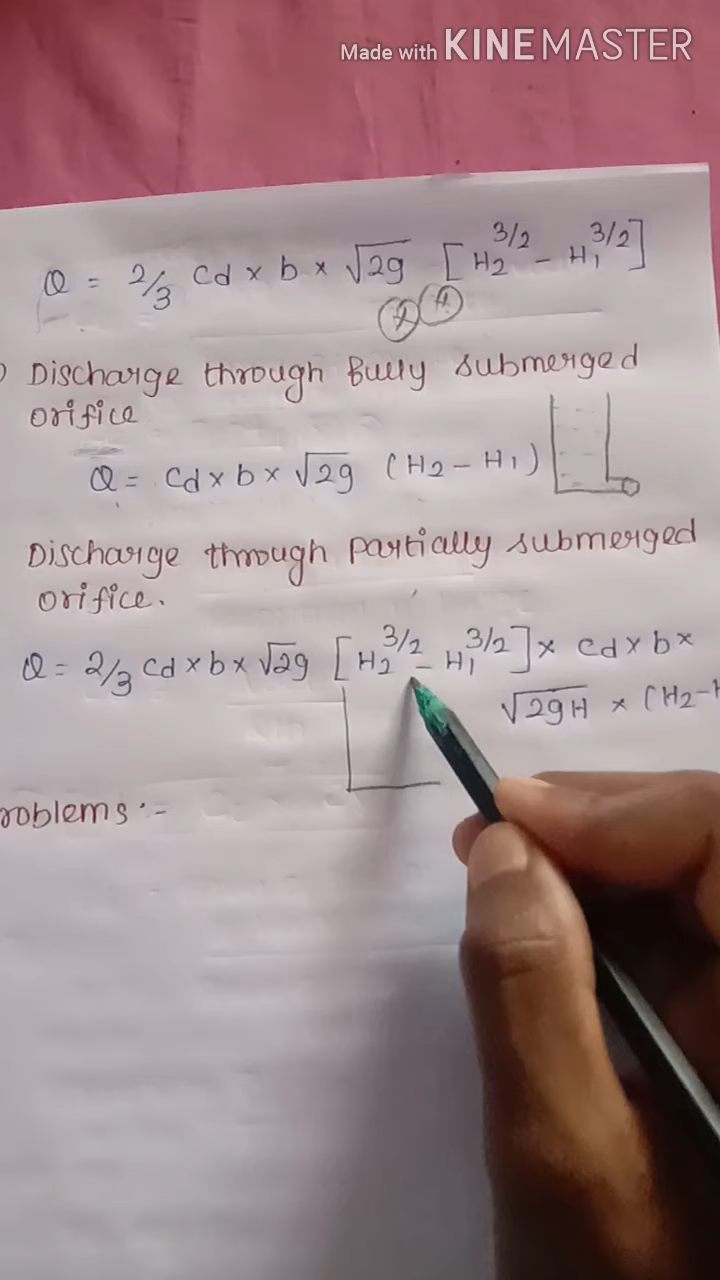 Made with KINEMASTER
Q = 2/3 Cd × b × √2g [H₂^3/2 − H₁^3/2]
Discharge through fully submerged
orifice
Q = Cd × b × √2g (H₂ − H₁)
Discharge through partially submerged
orifice.
Q = 2/3 Cd × b × √2g [H₂^3/2 − H₁^3/2] × Cd × b ×
√2gH × (H₂ −
roblems :-